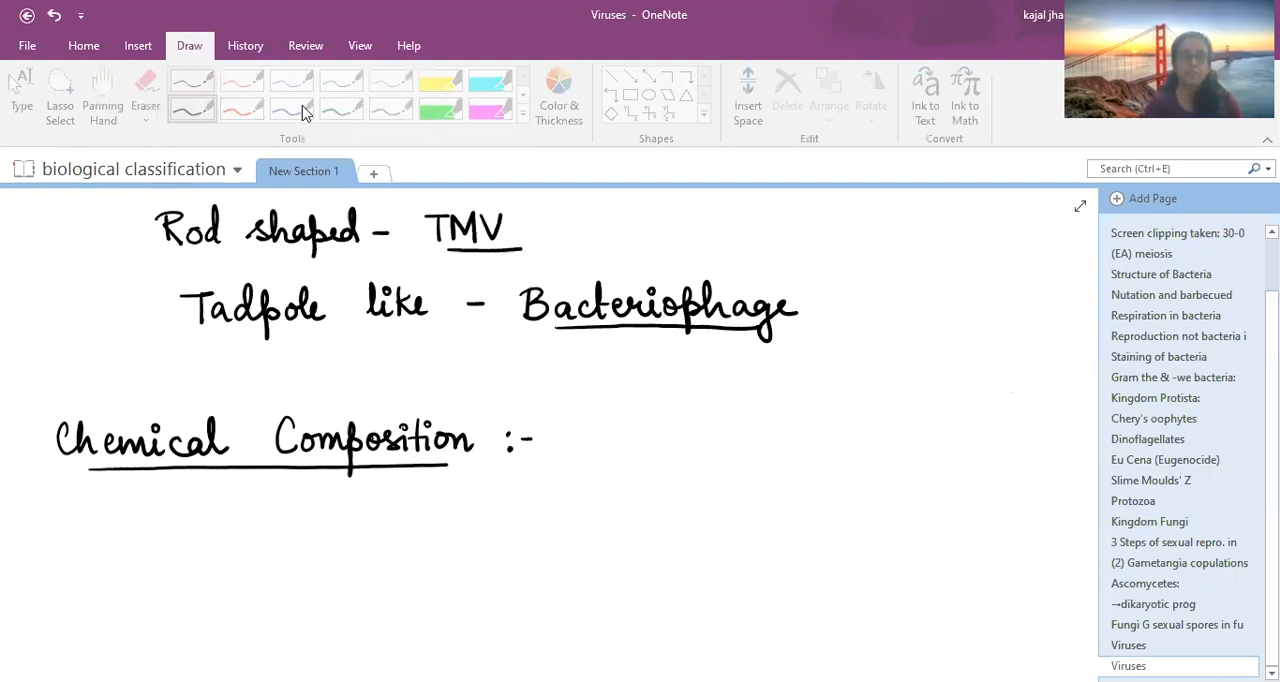 Viruses - OneNote
kajal jha
File Home Insert Draw History Review View Help
Type
Lasso Select
Panning Hand
Eraser
Color & Thickness
Insert Space
Delete
Arrange
Rotate
Ink to Text
Ink to Math
Tools
Shapes
Edit
Convert
biological classification
New Section 1
Search (Ctrl+E)
Rod shaped - TMV
Tadpole like - Bacteriophage
Chemical Composition :-
Add Page
Screen clipping taken: 30-0
(EA) meiosis
Structure of Bacteria
Nutation and barbecued
Respiration in bacteria
Reproduction not bacteria i
Staining of bacteria
Gram the & -we bacteria:
Kingdom Protista:
Chery's oophytes
Dinoflagellates
Eu Cena (Eugenocide)
Slime Moulds' Z
Protozoa
Kingdom Fungi
3 Steps of sexual repro. in
(2) Gametangia copulations
Ascomycetes:
→dikaryotic prog
Fungi G sexual spores in fu
Viruses
Viruses